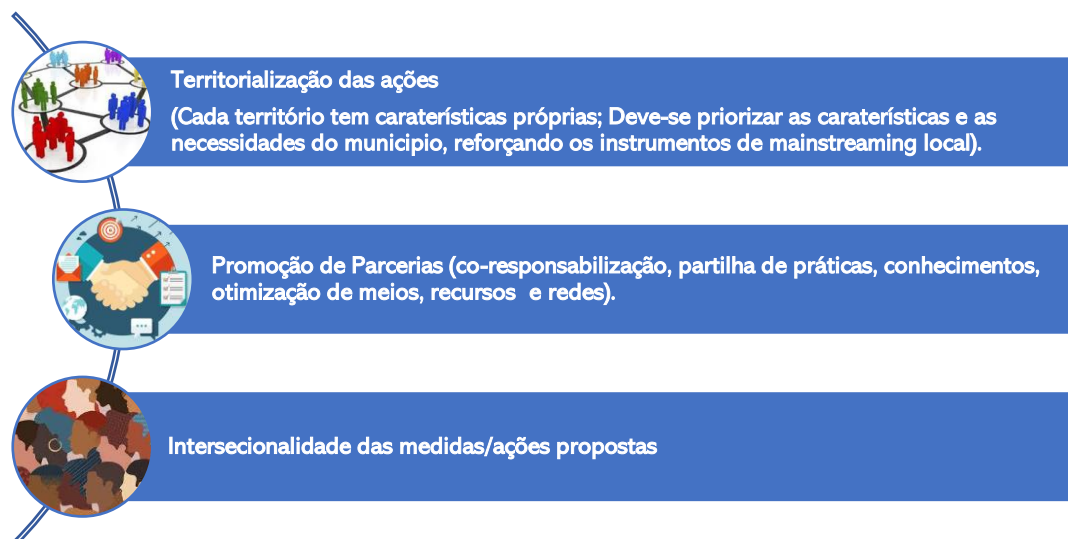 Territorialização das ações
(Cada território tem caraterísticas próprias; Deve-se priorizar as caraterísticas e as
necessidades do municipio, reforçando os instrumentos de mainstreaming local).
Promoção de Parcerias (co-responsabilização, partilha de práticas, conhecimentos,
otimização de meios, recursos  e redes).
Intersecionalidade das medidas/ações propostas